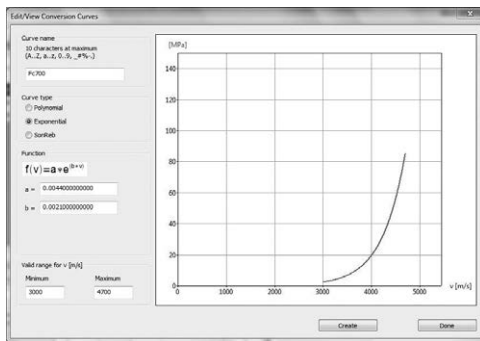 Edit/View Conversion Curves
Curve name
10 characters at maximum
(A..Z, a..z, 0..9, _#%-.)
Pc700
Curve type
Polynomial
Exponential
SonReb
Function
f(v)=a*e^(b*v)
a = 0.0044000000000
b = 0.0021000000000
Valid range for v [m/s]
Minimum Maximum
3000 4700
[MPa]
140
120
100
80
60
40
20
0
0 1000 2000 3000 4000 5000
v [m/s]
Create Done